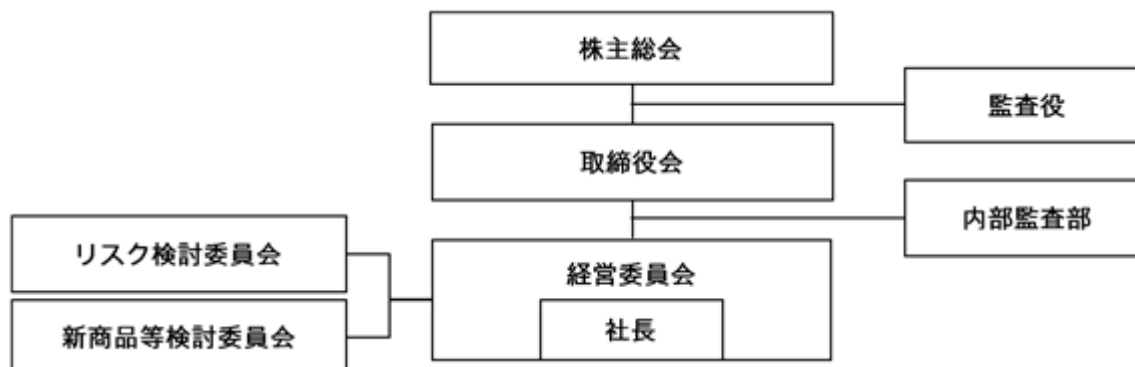 株主総会
監査役
取締役会
内部監査部
リスク検討委員会
経営委員会
社長
新商品等検討委員会